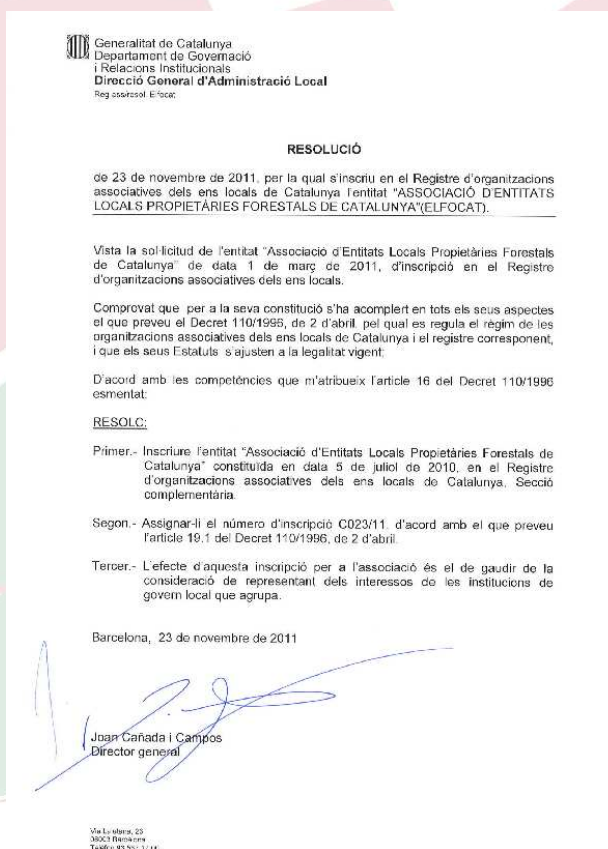 Generalitat de Catalunya
Departament de Governació
i Relacions Institucionals
Direcció General d'Administració Local
RESOLUCIÓ
de 23 de novembre de 2011, per la qual s'inscriu en el Registre d'organitzacions
associatives dels ens locals de Catalunya l'entitat "ASSOCIACIÓ D'ENTITATS
LOCALS PROPIETÀRIES FORESTALS DE CATALUNYA"(ELFOCAT).
Vista la sol·licitud de l'entitat "Associació d'Entitats Locals Propietàries Forestals
de Catalunya" de data 1 de març de 2011, d'inscripció en el Registre
d'organitzacions associatives dels ens locals.
Comprovat que per a la seva constitució s'ha acomplert en tots els seus aspectes
el que preveu el Decret 110/1996, de 2 d'abril, pel qual es regula el règim de les
organitzacions associatives dels ens locals de Catalunya i el registre corresponent,
i que els seus Estatuts s'ajusten a la legalitat vigent;
D'acord amb les competències que m'atribueix l'article 16 del Decret 110/1996
esmentat:
RESOLC:
Primer.- Inscriure l'entitat "Associació d'Entitats Locals Propietàries Forestals de
Catalunya" constituïda en data 5 de juliol de 2010, en el Registre
d'organitzacions associatives dels ens locals de Catalunya, Secció
complementària.
Segon.- Assignar-li el número d'inscripció C023/11, d'acord amb el que preveu
l'article 19.1 del Decret 110/1996, de 2 d'abril.
Tercer.- L'efecte d'aquesta inscripció per a l'associació és el de gaudir de la
consideració de representant dels interessos de les institucions de
govern local que agrupa.
Barcelona, 23 de novembre de 2011
Joan Cañada i Campos
Director general
Via Laietana, 26
08003 Barcelona